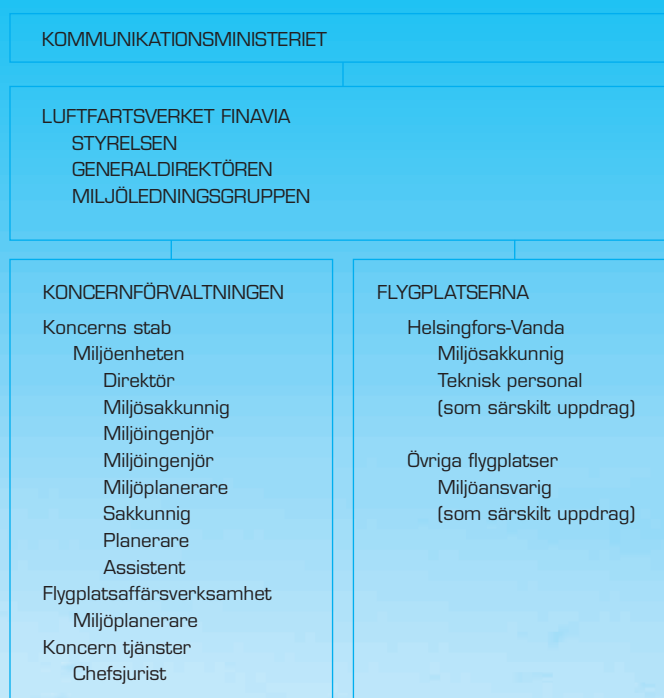 KOMMUNIKATIONSMINISTERIET
LUFTFARTSVERKET FINAVIA
STYRELSEN
GENERALDIREKTÖREN
MILJÖLEDNINGSGRUPPEN
KONCERNFÖRVALTNINGEN
Koncerns stab
Miljöenheten
Direktör
Miljösakkunnig
Miljöingenjör
Miljöingenjör
Miljöplanerare
Sakkunnig
Planerare
Assistent
Flygplatsaffärsverksamhet
Miljöplanerare
Koncern tjänster
Chefsjurist
FLYGPLATSERNA
Helsingfors-Vanda
Miljösakkunnig
Teknisk personal
(som särskilt uppdrag)
Övriga flygplatser
Miljöansvarig
(som särskilt uppdrag)